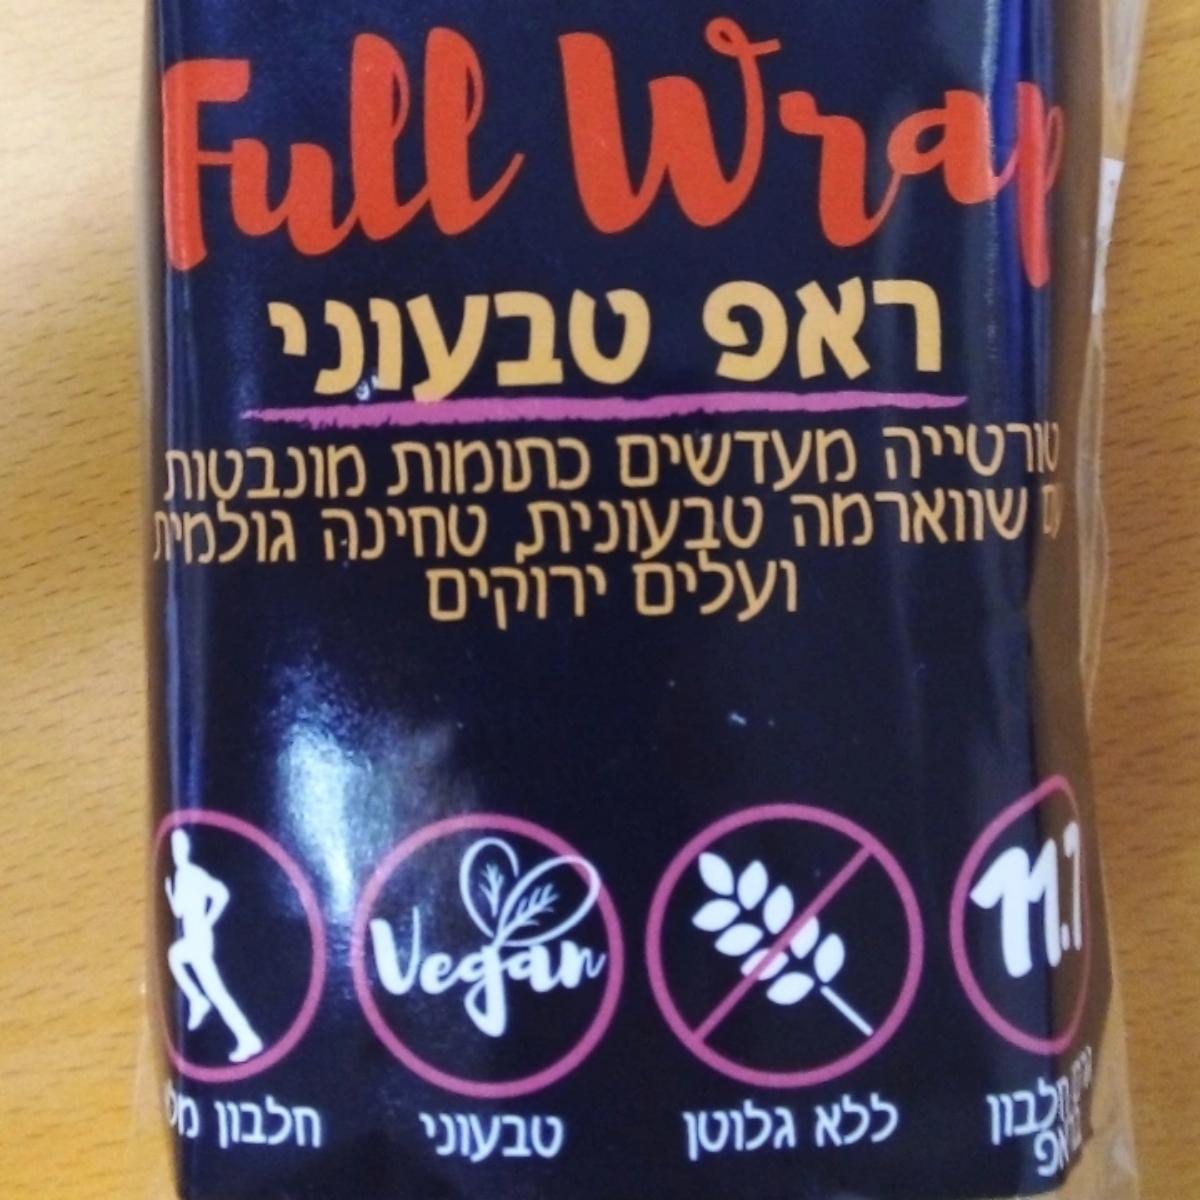 Full Wrap
ראפ טבעוני
טורטייה מעדשים כתומות מונבטות
עם שווארמה טבעונית, טחינה גולמית
ועלים ירוקים
11.7
Vegan
חלבון
ללא גלוטן
טבעוני
חלבון